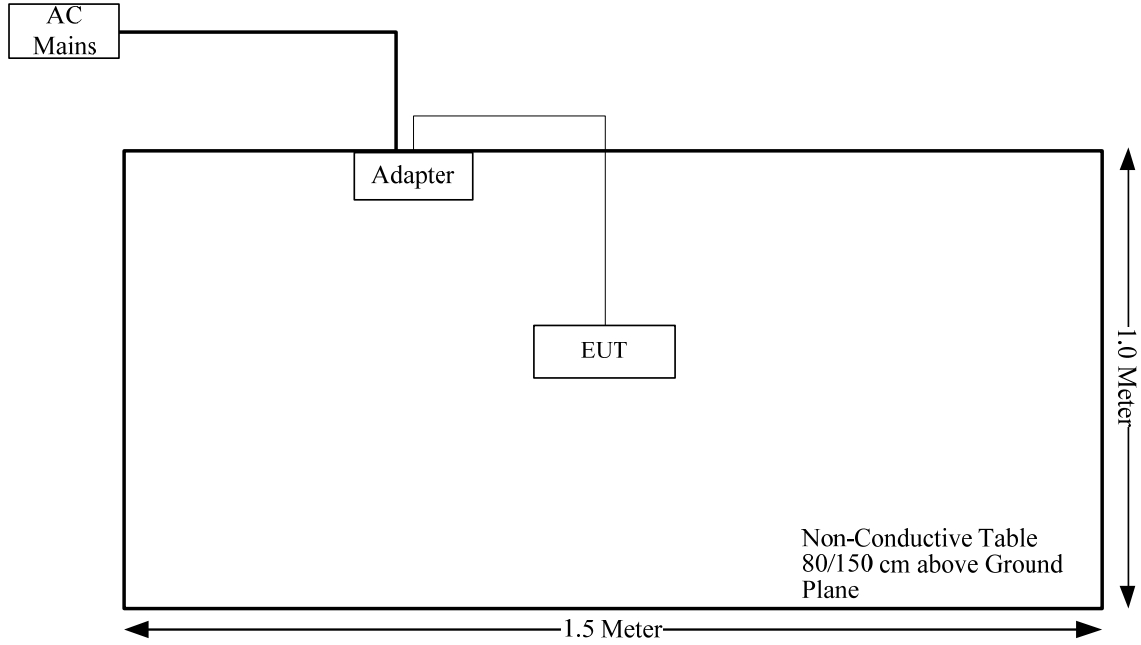 AC
Mains
Adapter
EUT
1.0 Meter
Non-Conductive Table
80/150 cm above Ground
Plane
1.5 Meter